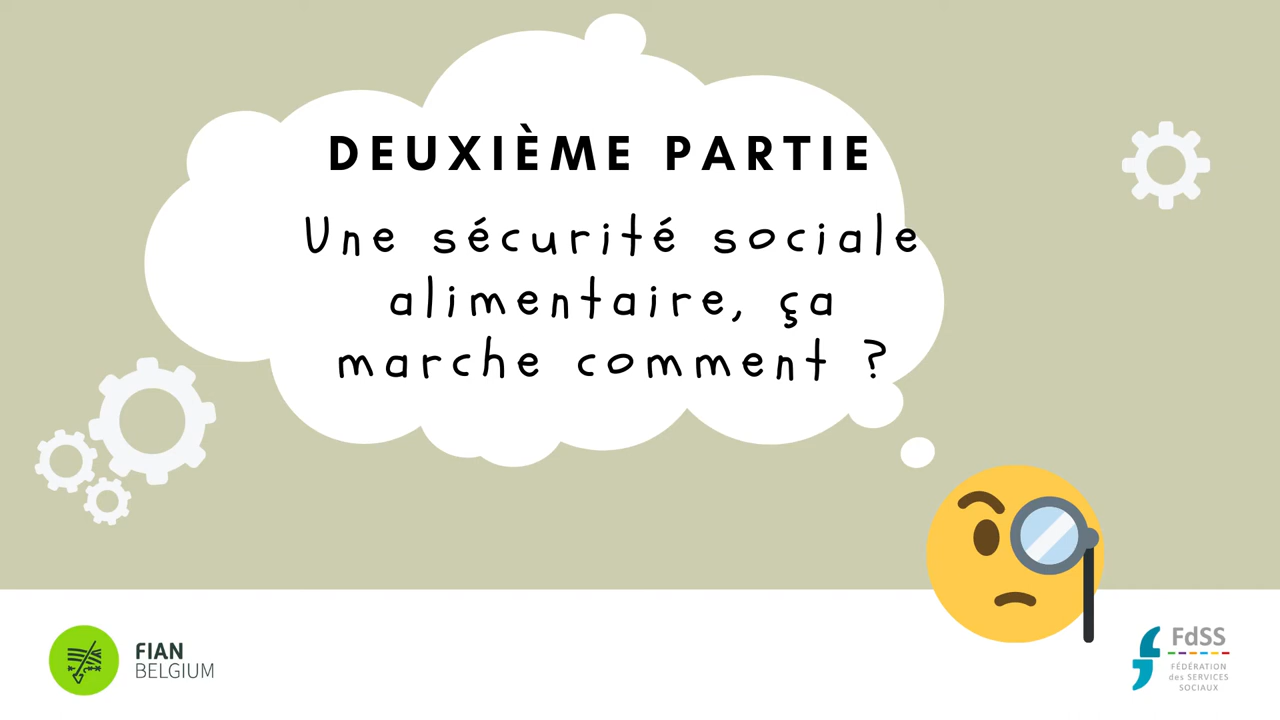 DEUXIÈME PARTIE
Une sécurité sociale
alimentaire, ça
marche comment ?
FIAN
BELGIUM
FdSS
FÉDÉRATION
des SERVICES
SOCIAUX